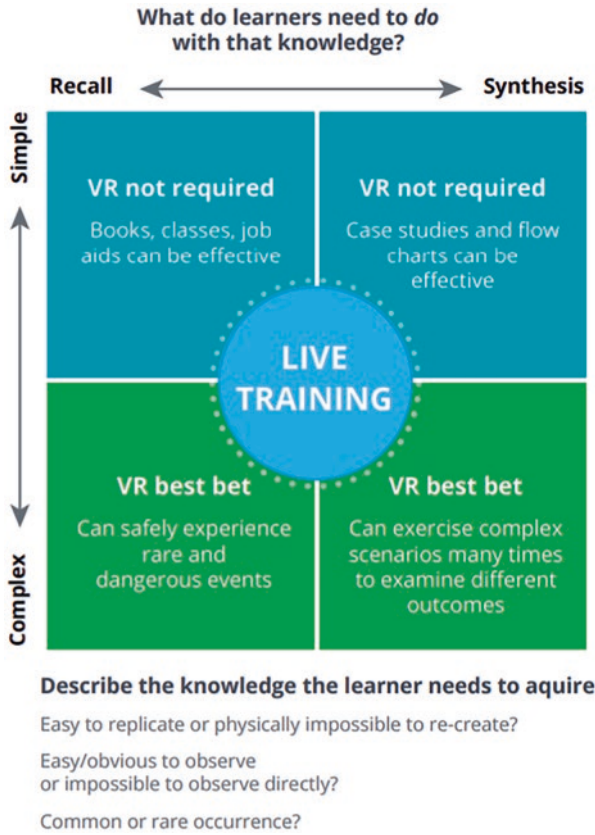 What do learners need to do
with that knowledge?
Recall
Synthesis
Simple
VR not required
Books, classes, job
aids can be effective
VR not required
Case studies and flow
charts can be
effective
LIVE
TRAINING
VR best bet
Can safely experience
rare and
dangerous events
VR best bet
Can exercise complex
scenarios many times
to examine different
outcomes
Complex
Describe the knowledge the learner needs to aquire
Easy to replicate or physically impossible to re-create?
Easy/obvious to observe
or impossible to observe directly?
Common or rare occurrence?